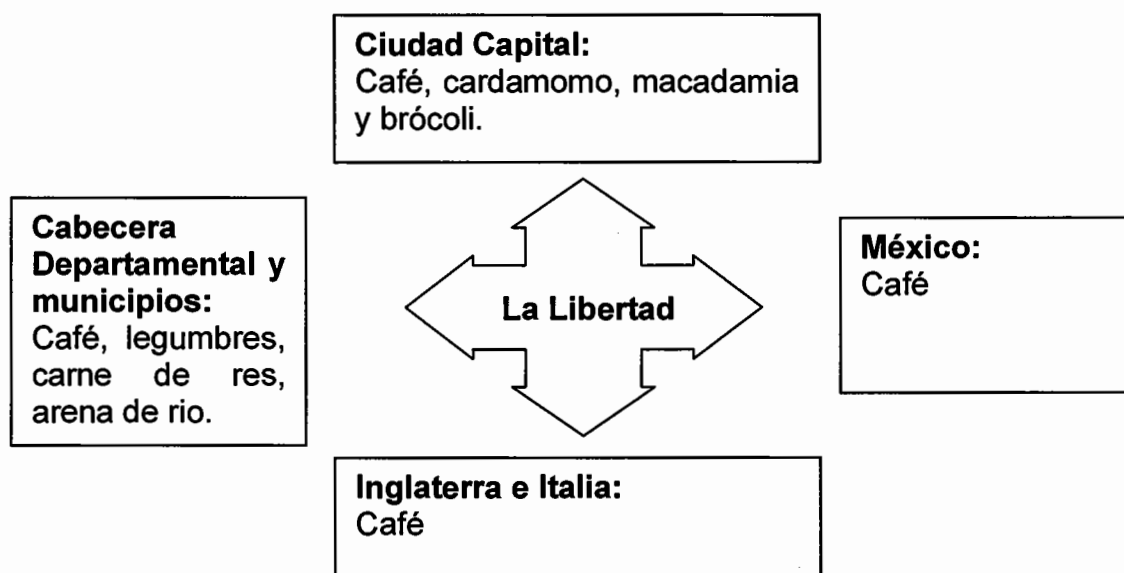 Ciudad Capital:
Café, cardamomo, macadamia
y brócoli.
Cabecera
Departamental y
municipios:
Café, legumbres,
carne de res,
arena de rio.
La Libertad
México:
Café
Inglaterra e Italia:
Café